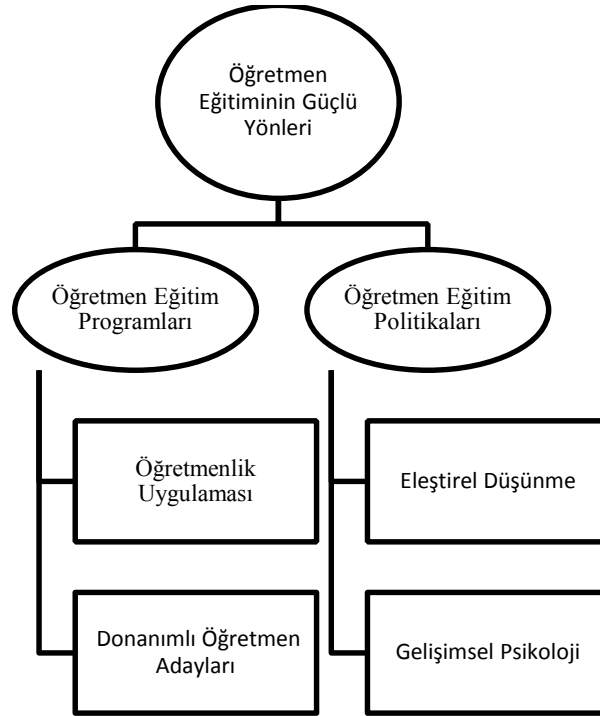 Öğretmen
Eğitiminin Güçlü
Yönleri
Öğretmen Eğitim
Programları
Öğretmen Eğitim
Politikaları
Öğretmenlik
Uygulaması
Eleştirel Düşünme
Donanımlı Öğretmen
Adayları
Gelişimsel Psikoloji